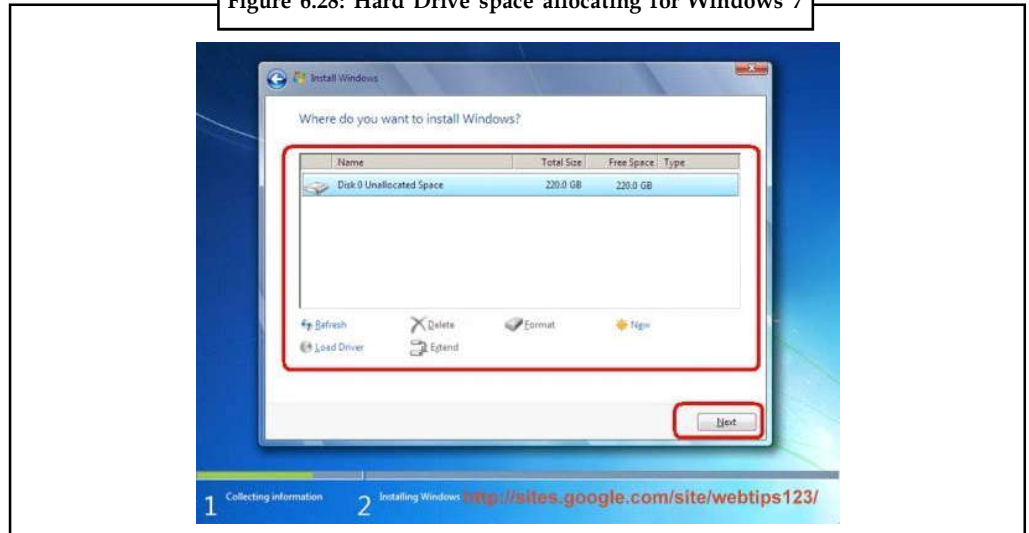 Figure 6.28: Hard Drive space allocating for Windows 7
Install Windows
Where do you want to install Windows?
Name Total Size Free Space Type
Disk 0 Unallocated Space 220.0 GB 220.0 GB
Refresh Delete Format New
Load Driver Extend
Next
1 Collecting information 2 Installing Windows http://sites.google.com/site/webtips123/